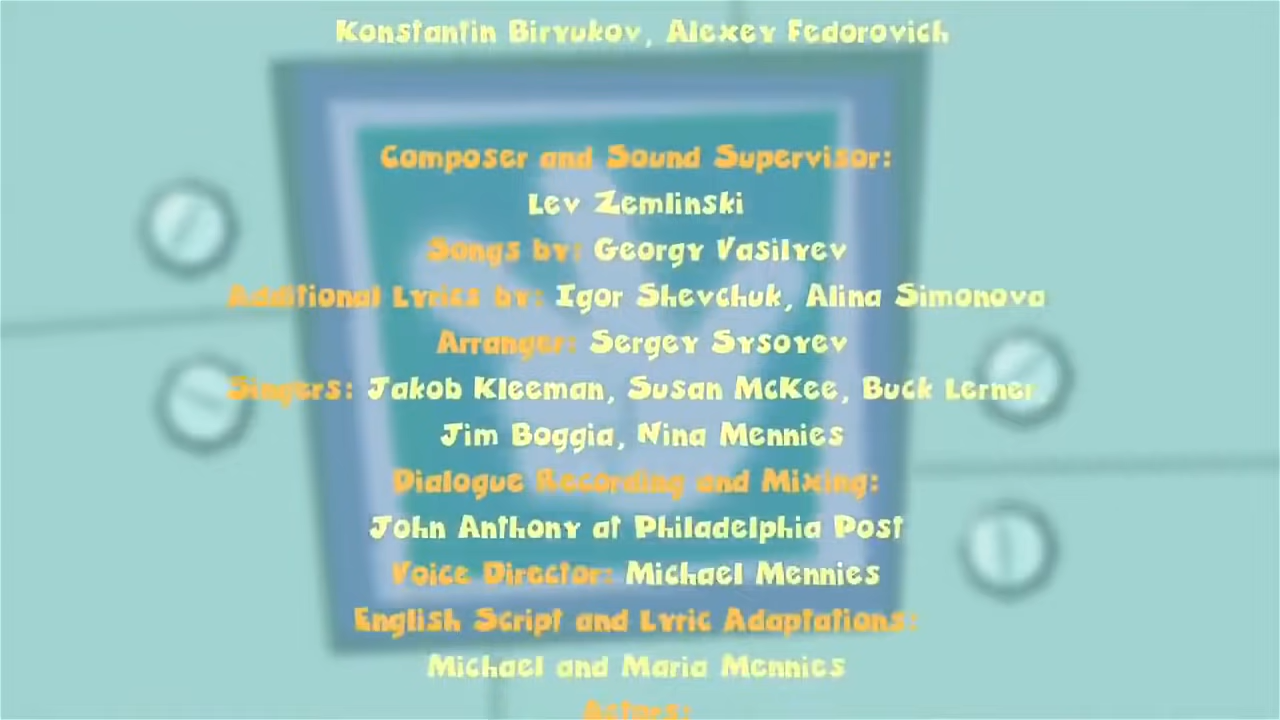 Konstantin Biryukov, Alexey Fedorovich
Composer and Sound Supervisor:
Lev Zemlinski
Songs by: Georgy Vasilyev
Additional Lyrics by: Igor Shevchuk, Alina Simonova
Arranger: Sergey Sysoyev
Singers: Jakob Kleeman, Susan McKee, Buck Lerner
Jim Boggia, Nina Mennies
Dialogue Recording and Mixing:
John Anthony at Philadelphia Post
Voice Director: Michael Mennies
English Script and Lyric Adaptations:
Michael and Maria Mennies
Actors: